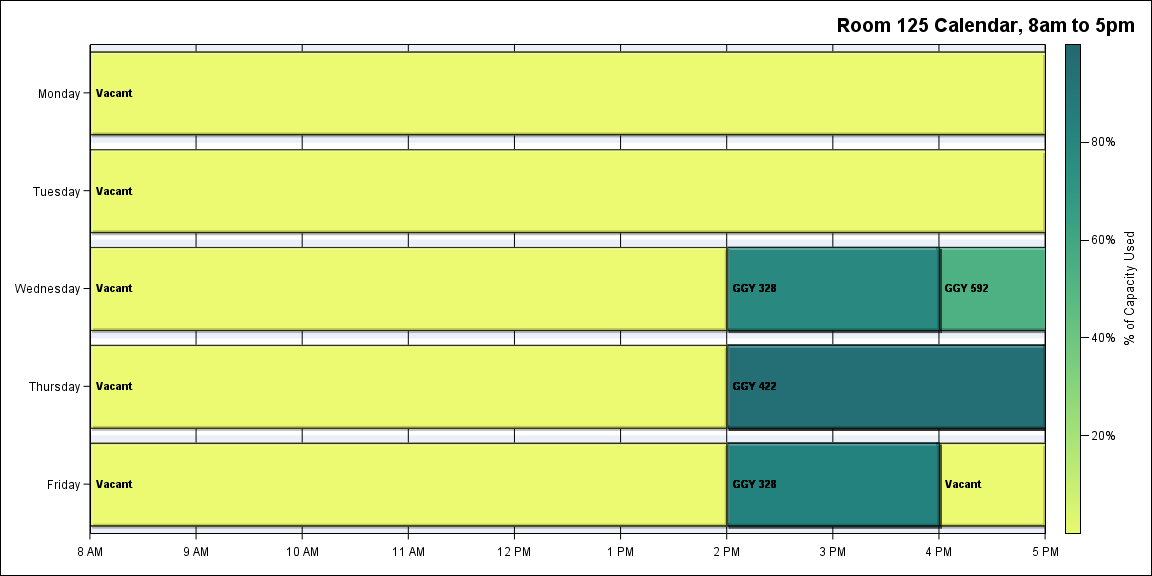 Room 125 Calendar, 8am to 5pm
Monday
Vacant
Tuesday
Vacant
Wednesday
Vacant
GGY 328
GGY 592
Thursday
Vacant
GGY 422
Friday
Vacant
GGY 328
Vacant
8 AM 9 AM 10 AM 11 AM 12 PM 1 PM 2 PM 3 PM 4 PM 5 PM
80%
60%
40%
20%
% of Capacity Used